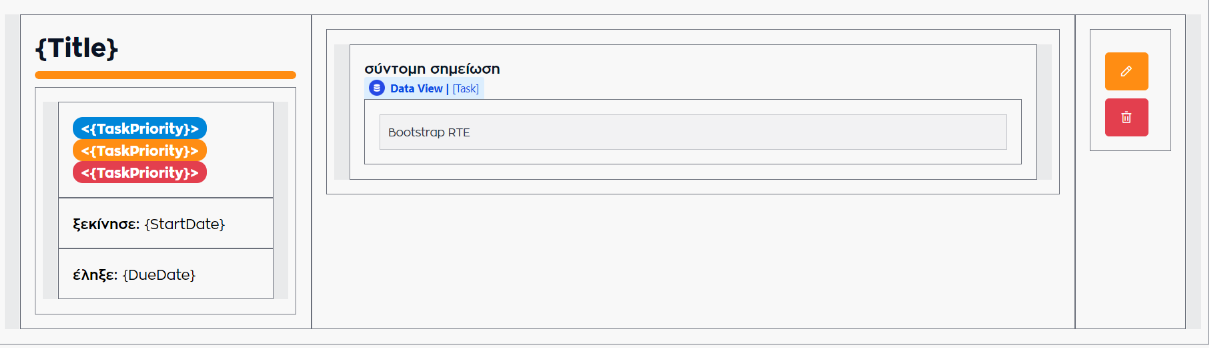 {Title}
<{TaskPriority}>
<{TaskPriority}>
<{TaskPriority}>
ξεκίνησε: {StartDate}
έληξε: {DueDate}
σύντομη σημείωση
Data View | [Task]
Bootstrap RTE